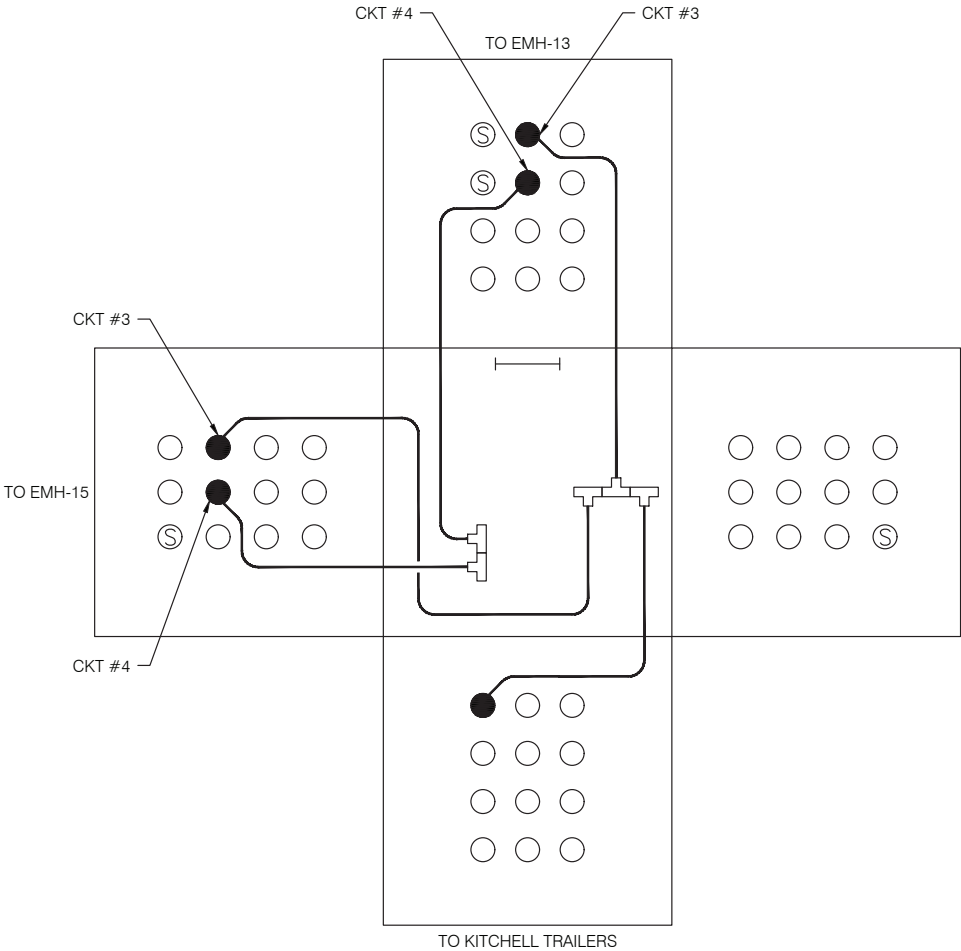 CKT #4
CKT #3
TO EMH-13
S
S
CKT #3
TO EMH-15
S
S
CKT #4
TO KITCHELL TRAILERS